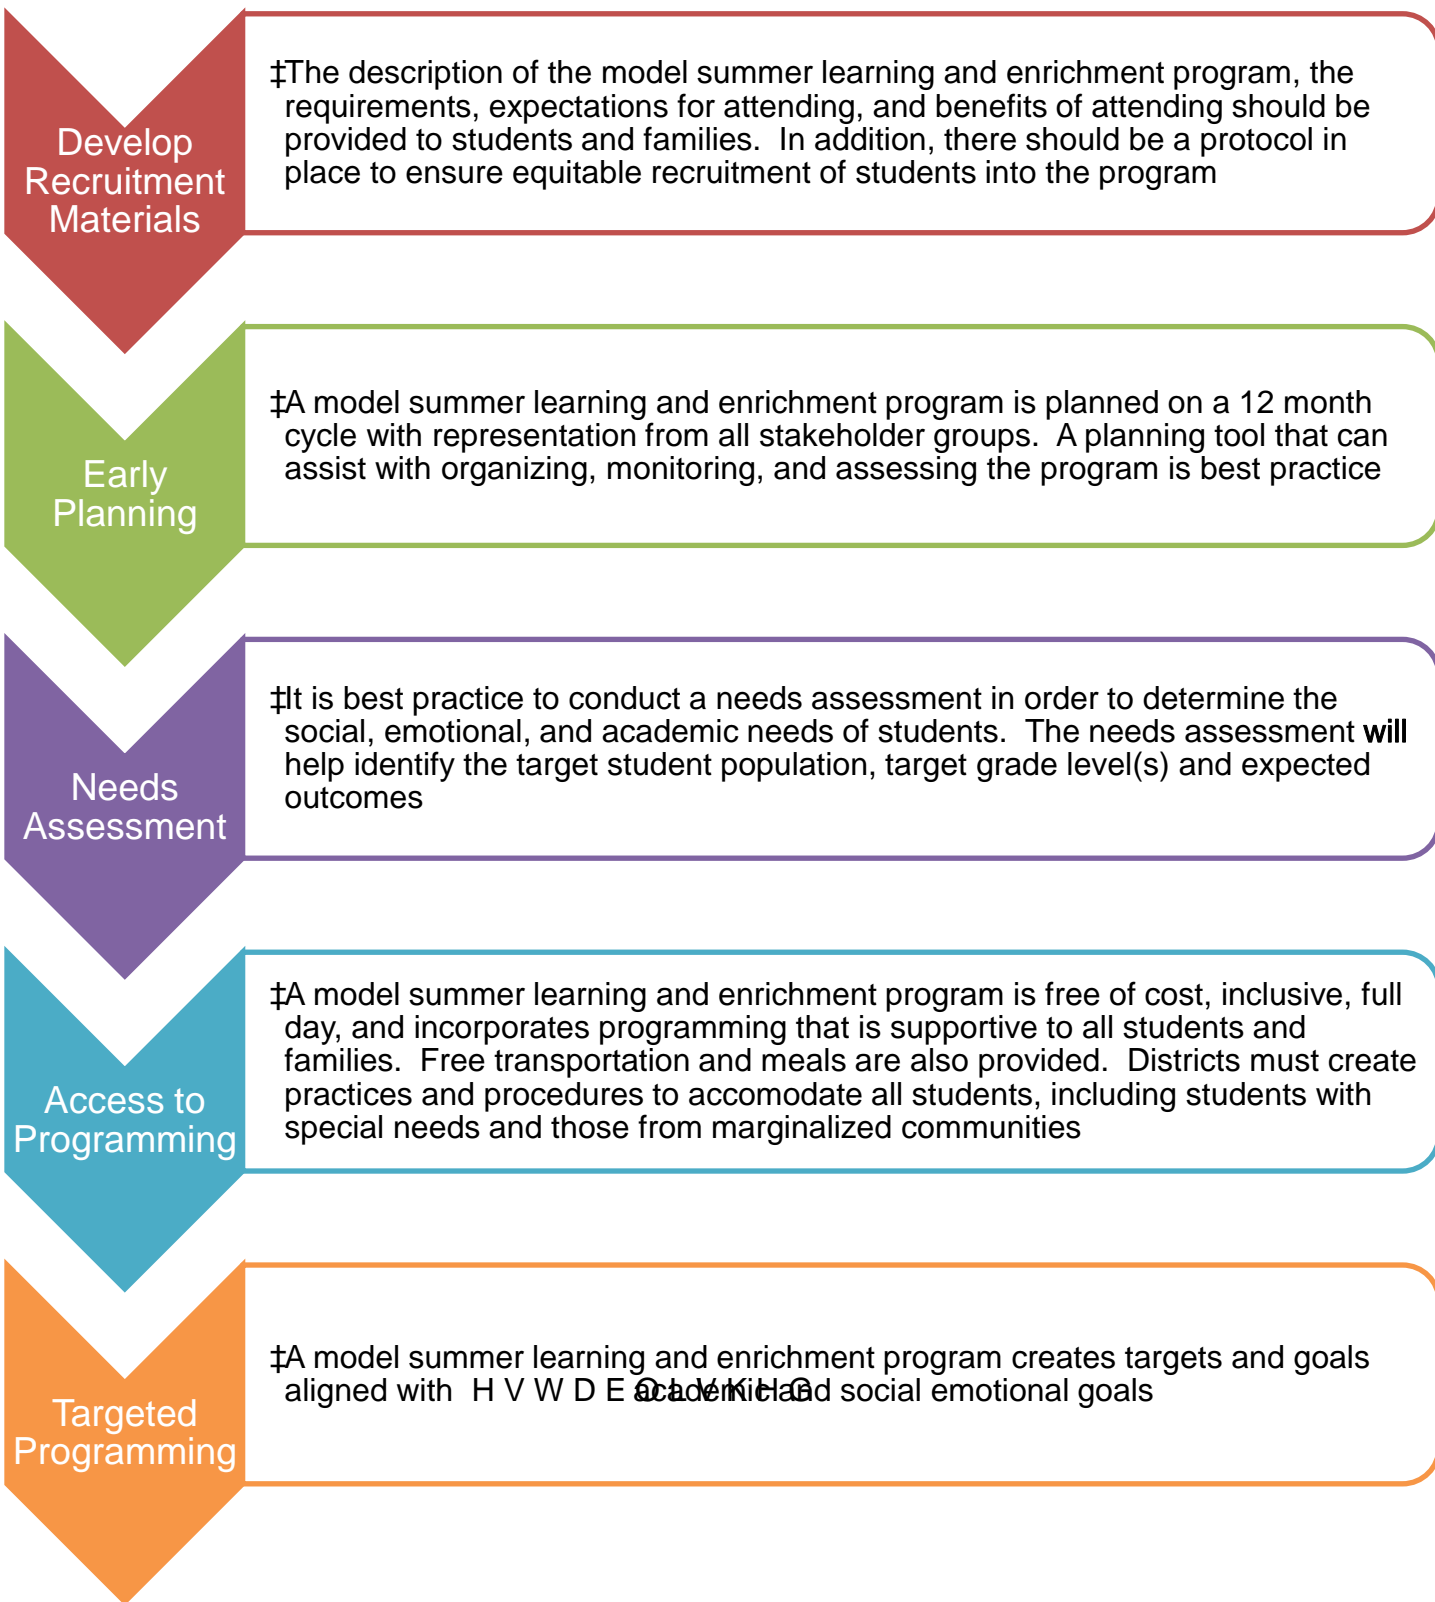 Develop
Recruitment
Materials
‡The description of the model summer learning and enrichment program, the
requirements, expectations for attending, and benefits of attending should be
provided to students and families.  In addition, there should be a protocol in
place to ensure equitable recruitment of students into the program
Early
Planning
‡A model summer learning and enrichment program is planned on a 12 month
cycle with representation from all stakeholder groups.  A planning tool that can
assist with organizing, monitoring, and assessing the program is best practice
Needs
Assessment
‡It is best practice to conduct a needs assessment in order to determine the
social, emotional, and academic needs of students.  The needs assessment will
help identify the target student population, target grade level(s) and expected
outcomes
Access to
Programming
‡A model summer learning and enrichment program is free of cost, inclusive, full
day, and incorporates programming that is supportive to all students and
families.  Free transportation and meals are also provided.  Districts must create
practices and procedures to accomodate all students, including students with
special needs and those from marginalized communities
Targeted
Programming
‡A model summer learning and enrichment program creates targets and goals
aligned with H V W D E academic and social emotional goals